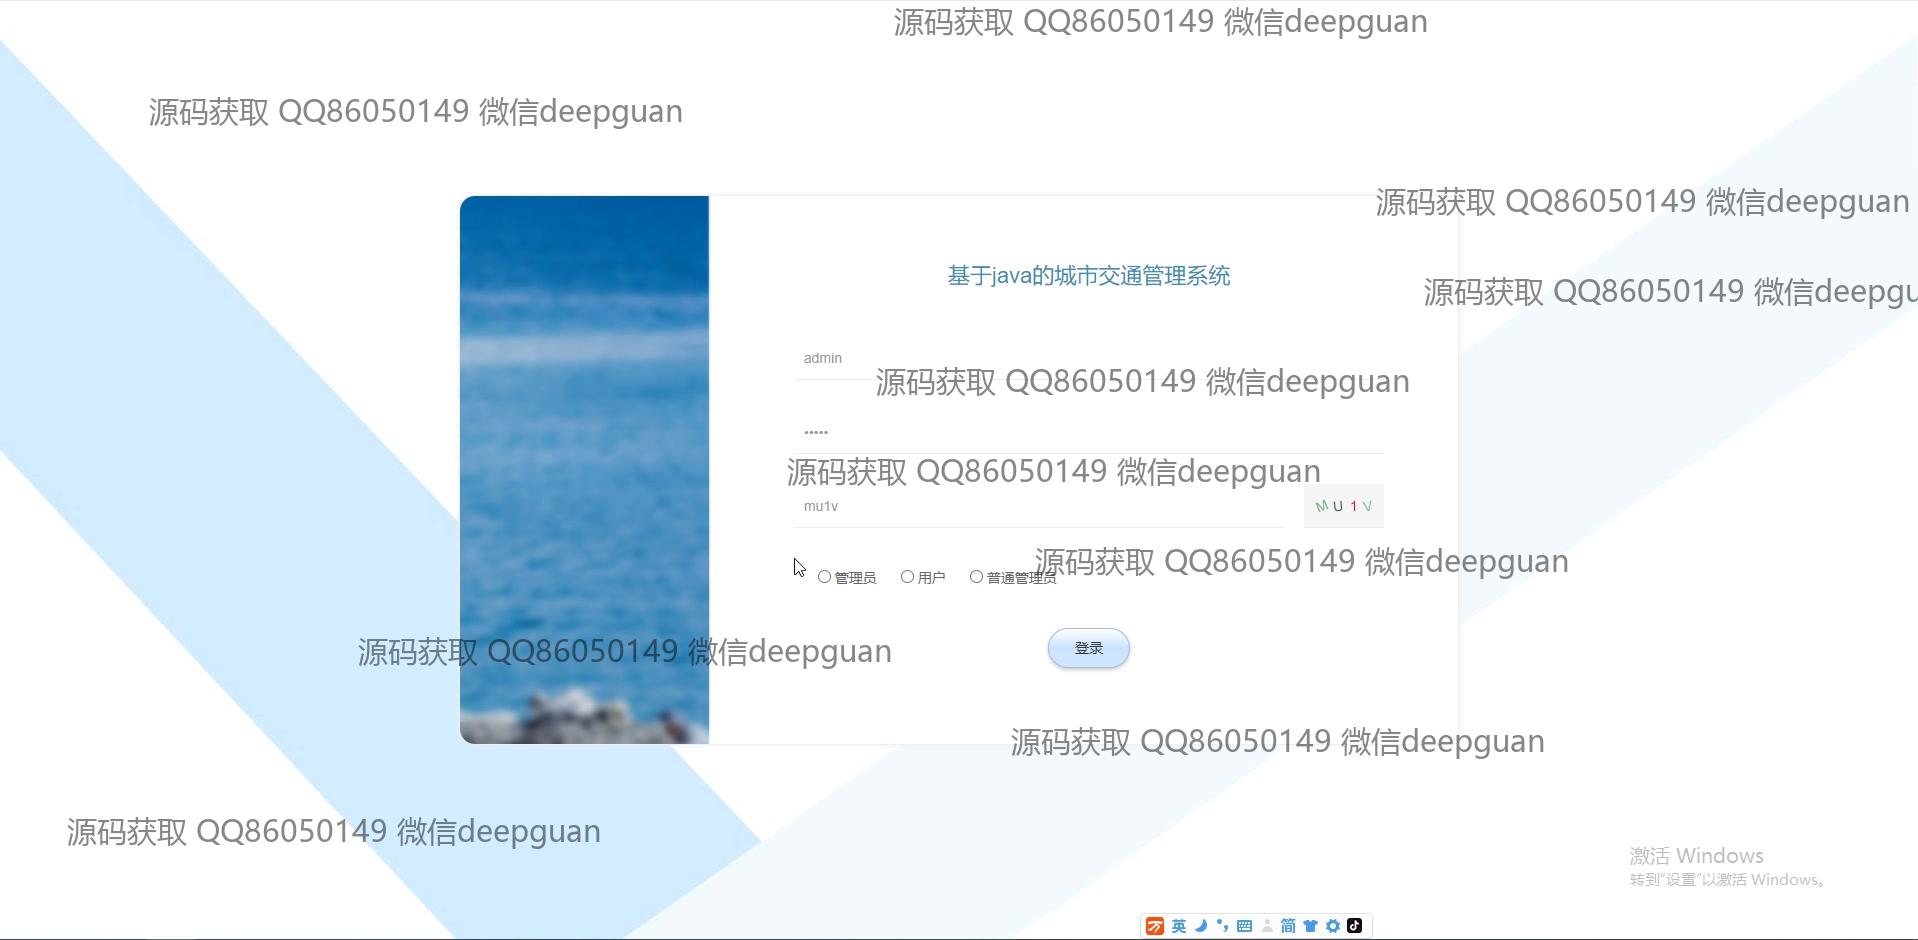 源码获取 QQ86050149 微信deepguan
源码获取 QQ86050149 微信deepguan
源码获取 QQ86050149 微信deepguan
基于java的城市交通管理系统
源码获取 QQ86050149 微信deepgu
admin
源码获取 QQ86050149 微信deepguan
•••••
源码获取 QQ86050149 微信deepguan
mu1v
M U 1 V
源码获取 QQ86050149 微信deepguan
管理员 用户 普通管理员
源码获取 QQ86050149 微信deepguan
登录
源码获取 QQ86050149 微信deepguan
源码获取 QQ86050149 微信deepguan
激活 Windows
转到“设置”以激活 Windows。
英 简